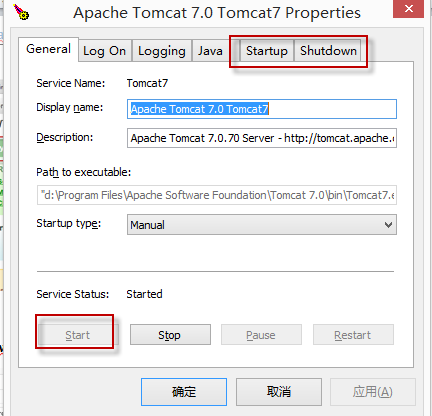 Apache Tomcat 7.0 Tomcat7 Properties
General Log On Logging Java Startup Shutdown
Service Name: Tomcat7
Display name: Apache Tomcat 7.0 Tomcat7
Description: Apache Tomcat 7.0.70 Server - http://tomcat.apache.
Path to executable:
"d:\Program Files\Apache Software Foundation\Tomcat 7.0\bin\Tomcat7.e
Startup type: Manual
Service Status: Started
Start Stop Pause Restart
确定 取消 应用(A)